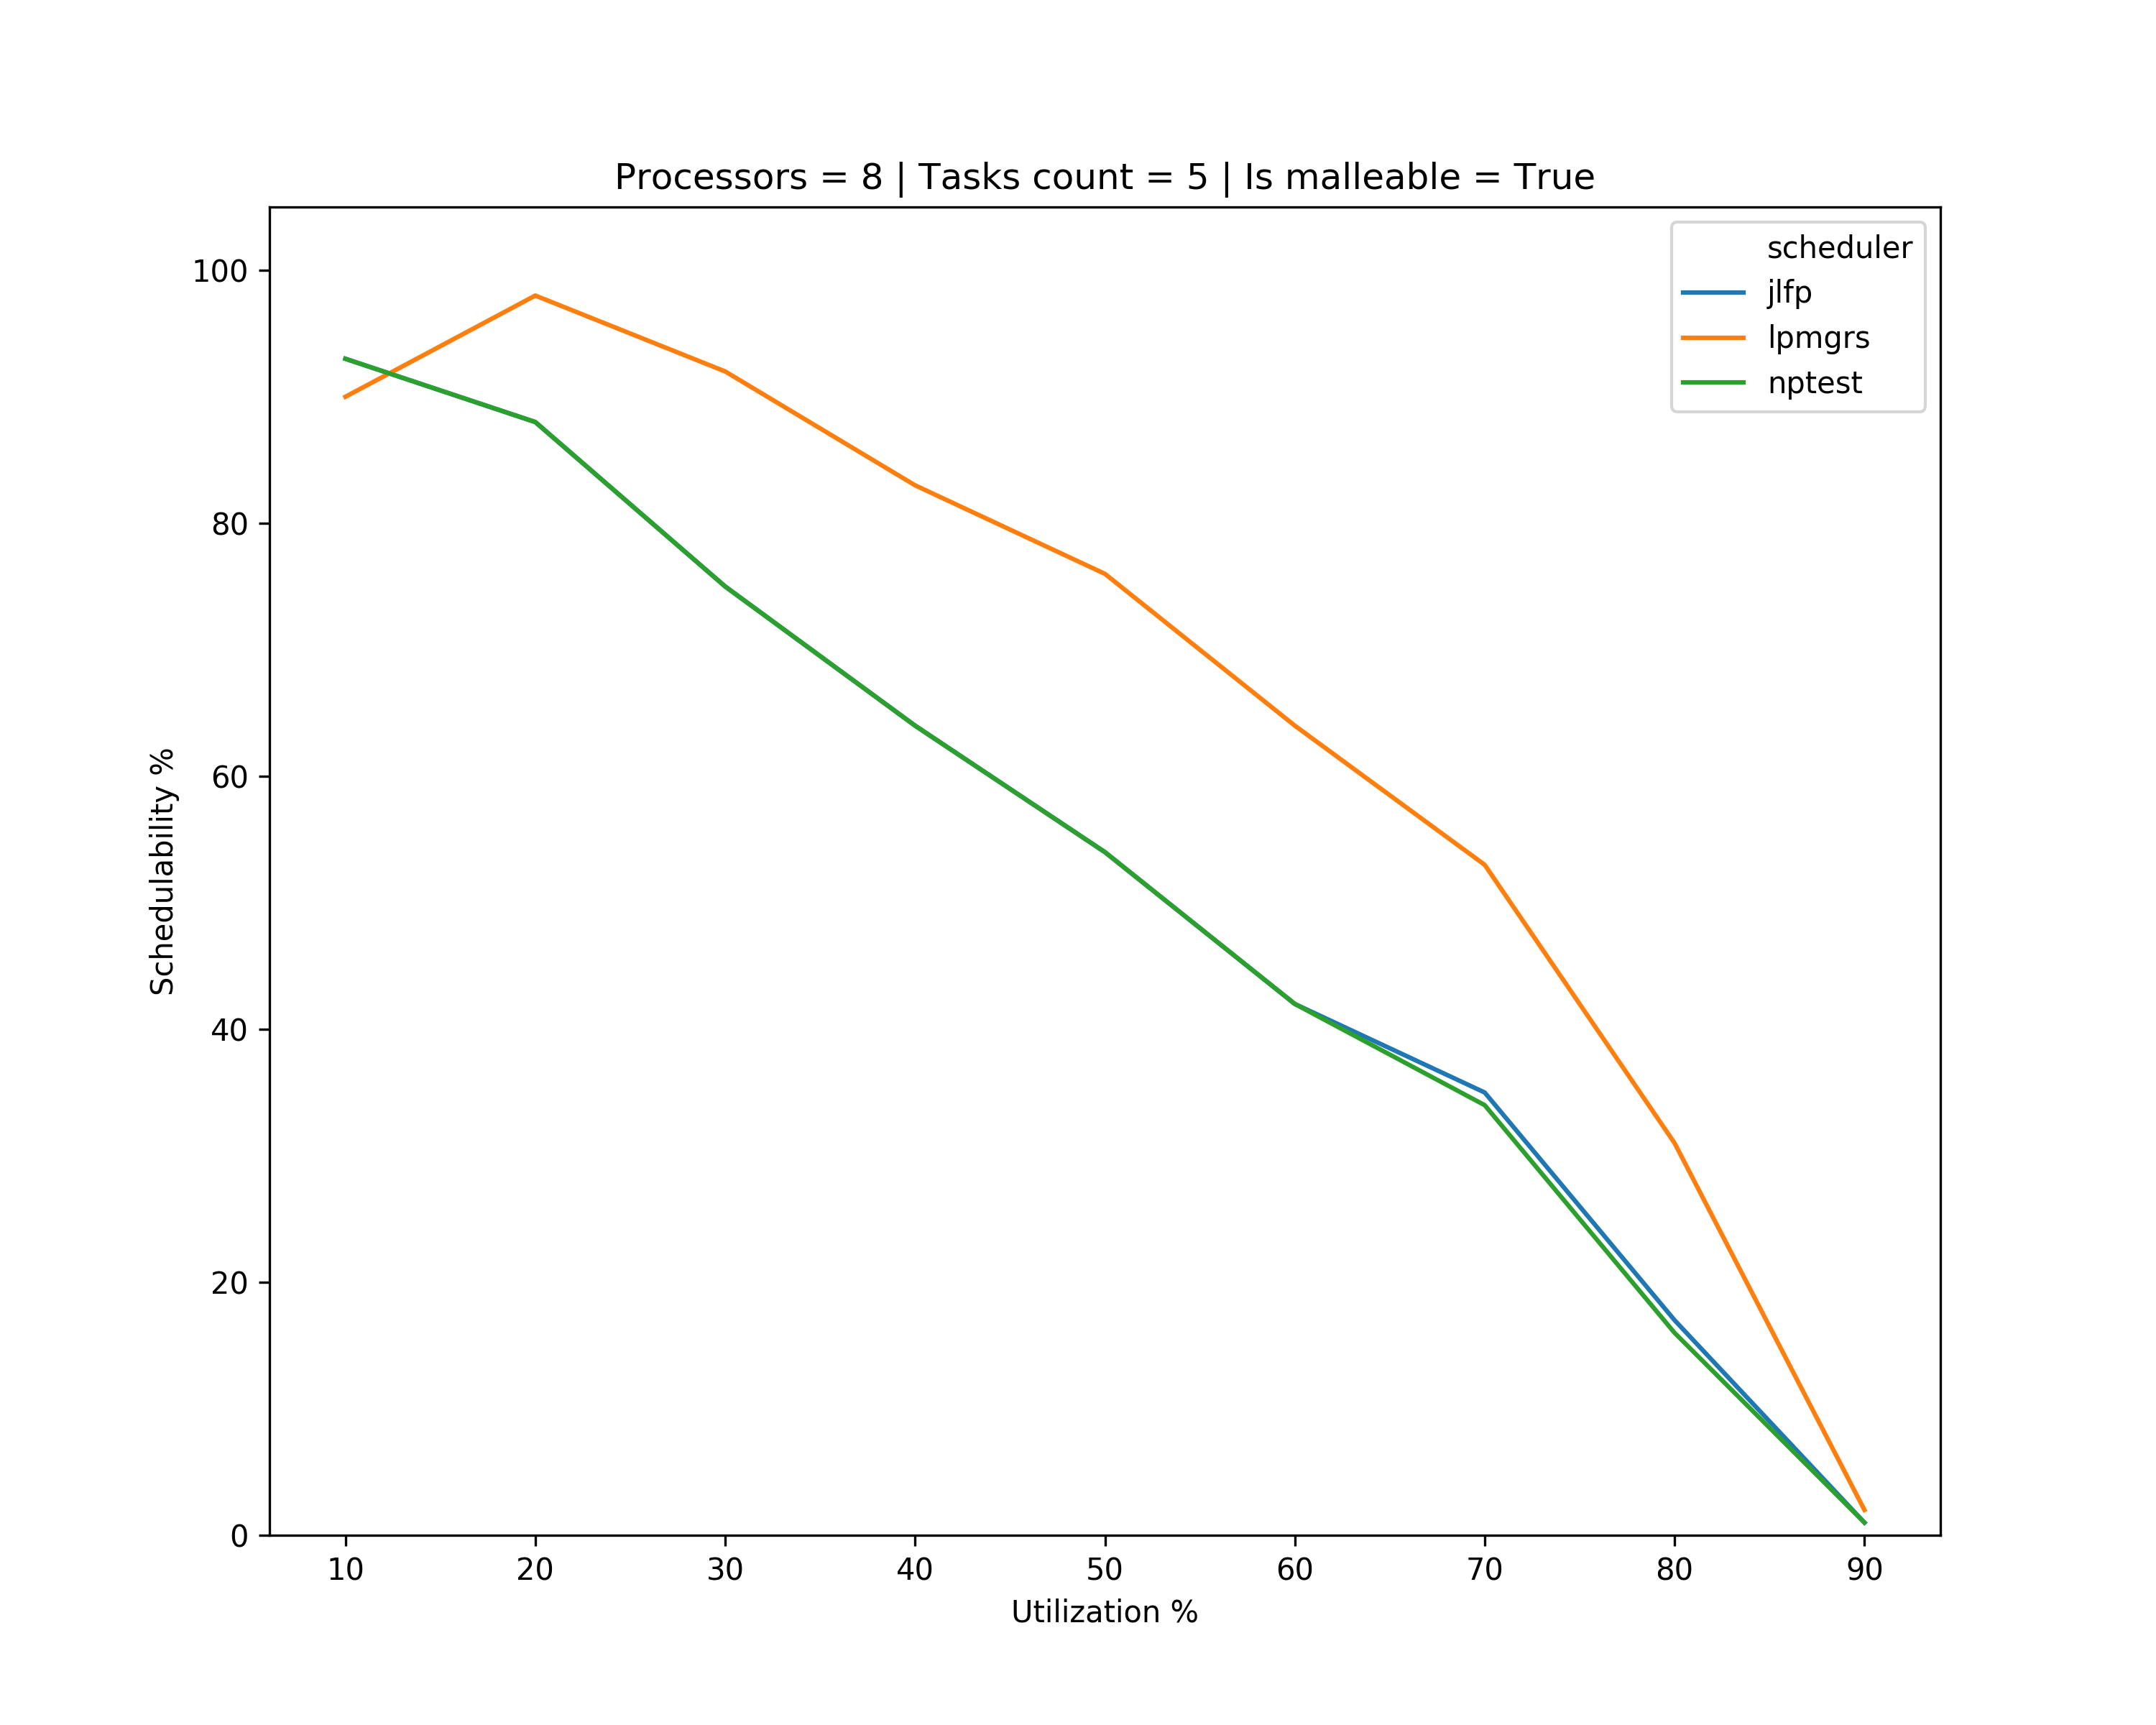 Processors = 8 | Tasks count = 5 | Is malleable = True
scheduler
jlfp
lpmgrs
nptest
Schedulability %
100
80
60
40
20
0
10 20 30 40 50 60 70 80 90
Utilization %